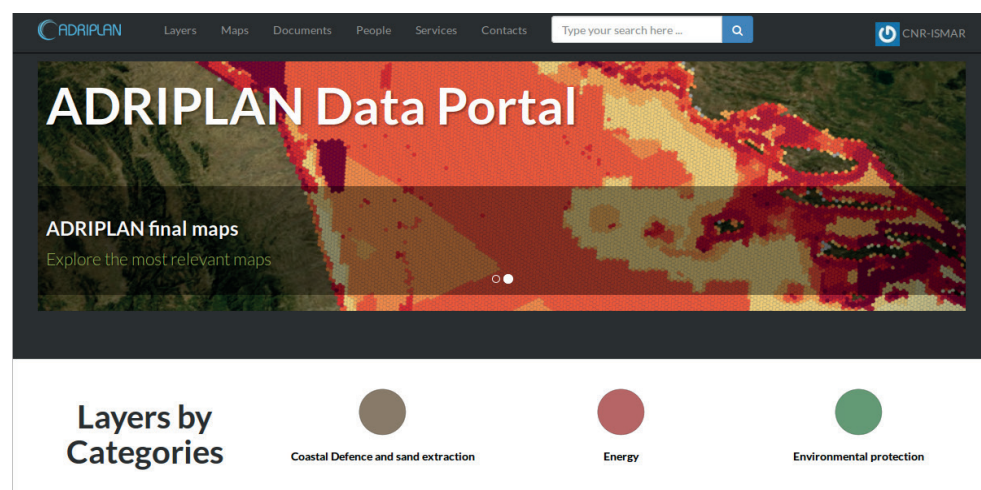 ADRIPLAN Layers Maps Documents People Services Contacts Type your search here ... CNR-ISMAR
ADRIPLAN Data Portal
ADRIPLAN final maps
Explore the most relevant maps
Layers by
Categories
Coastal Defence and sand extraction Energy Environmental protection